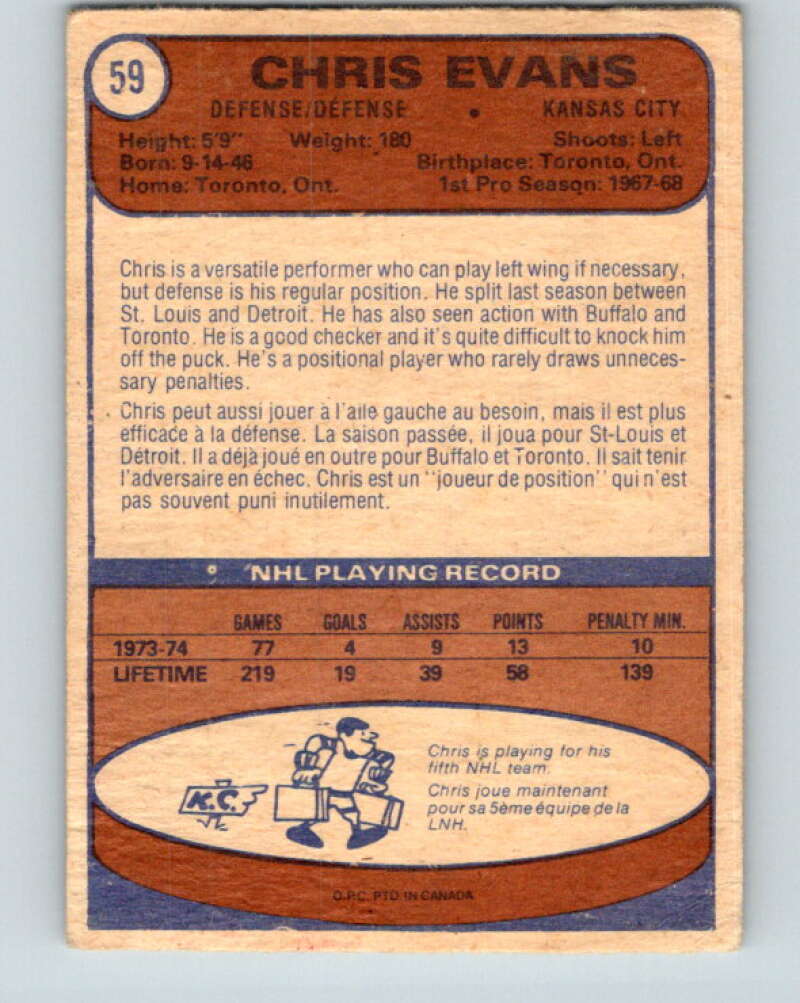 59
CHRIS EVANS
DEFENSE/DÉFENSE • KANSAS CITY
Height: 5'9" Weight: 180 Shoots: Left
Born: 9-14-46 Birthplace: Toronto, Ont.
Home: Toronto, Ont. 1st Pro Season: 1967-68
Chris is a versatile performer who can play left wing if necessary,
but defense is his regular position. He split last season between
St. Louis and Detroit. He has also seen action with Buffalo and
Toronto. He is a good checker and it's quite difficult to knock him
off the puck. He's a positional player who rarely draws unneces-
sary penalties.
Chris peut aussi jouer à l'aile gauche au besoin, mais il est plus
efficace à la défense. La saison passée, il joua pour St-Louis et
Détroit. Il a déjà joué en outre pour Buffalo et Toronto. Il sait tenir
l'adversaire en échec. Chris est un "joueur de position" qui n'est
pas souvent puni inutilement.
NHL PLAYING RECORD
GAMES GOALS ASSISTS POINTS PENALTY MIN.
1973-74 77 4 9 13 10
LIFETIME 219 19 39 58 139
K.C.
Chris is playing for his
fifth NHL team.
Chris joue maintenant
pour sa 5ème équipe de la
LNH.
O.P.C. PTD IN CANADA